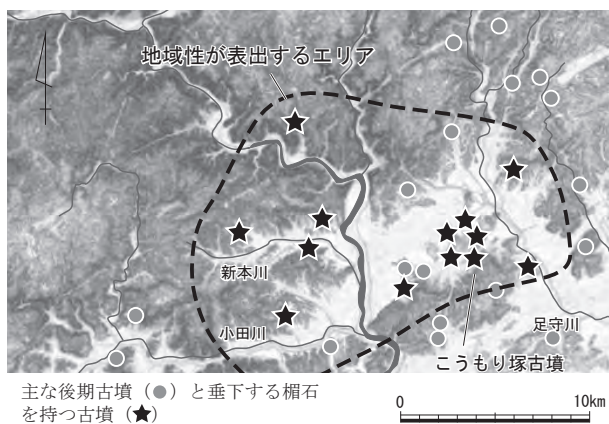 地域性が表出するエリア
新本川
小田川
足守川
こうもり塚古墳
主な後期古墳（●）と垂下する楣石
を持つ古墳（★）
0 10km